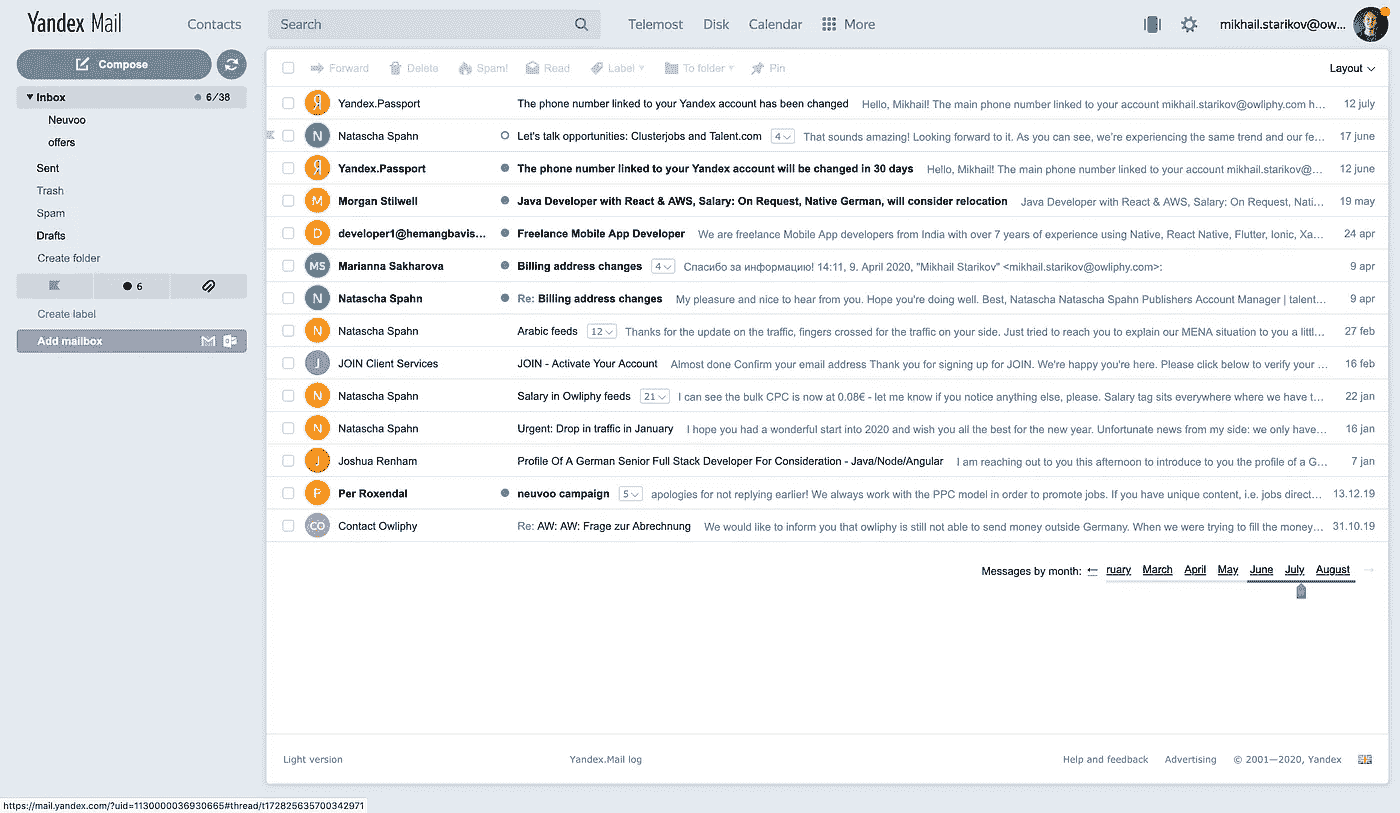 Yandex Mail Contacts Search Telemost Disk Calendar More mikhail.starikov@ow...
Compose
Inbox 6/38
Neuvoo
offers
Sent
Trash
Spam
Drafts
Create folder
6
Create label
Add mailbox
Forward Delete Spam! Read Label To folder Pin Layout
Я Yandex.Passport The phone number linked to your Yandex account has been changed Hello, Mikhail! The main phone number linked to your account mikhail.starikov@owliphy.com h... 12 july
N Natascha Spahn Let's talk opportunities: Clusterjobs and Talent.com 4 That sounds amazing! Looking forward to it. As you can see, we're experiencing the same trend and our fe... 17 june
Я Yandex.Passport The phone number linked to your Yandex account will be changed in 30 days Hello, Mikhail! The main phone number linked to your account mikhail.starikov@... 12 june
M Morgan Stilwell Java Developer with React & AWS, Salary: On Request, Native German, will consider relocation Java Developer with React & AWS, Salary: On Request, Nati... 19 may
D developer1@hemangbavis... Freelance Mobile App Developer We are freelance Mobile App developers from India with over 7 years of experience using Native, React Native, Flutter, Ionic, Xa... 24 apr
MS Marianna Sakharova Billing address changes 4 Спасибо за информацию! 14:11, 9. April 2020, "Mikhail Starikov" <mikhail.starikov@owliphy.com>: 9 apr
N Natascha Spahn Re: Billing address changes My pleasure and nice to hear from you. Hope you're doing well. Best, Natascha Natascha Spahn Publishers Account Manager | talent... 9 apr
N Natascha Spahn Arabic feeds 12 Thanks for the update on the traffic, fingers crossed for the traffic on your side. Just tried to reach you to explain our MENA situation to you a littl... 27 feb
J JOIN Client Services JOIN - Activate Your Account Almost done Confirm your email address Thank you for signing up for JOIN. We're happy you're here. Please click below to verify your ... 16 feb
N Natascha Spahn Salary in Owliphy feeds 21 I can see the bulk CPC is now at 0.08€ - let me know if you notice anything else, please. Salary tag sits everywhere where we have t... 22 jan
N Natascha Spahn Urgent: Drop in traffic in January I hope you had a wonderful start into 2020 and wish you all the best for the new year. Unfortunate news from my side: we only have... 16 jan
J Joshua Renham Profile Of A German Senior Full Stack Developer For Consideration - Java/Node/Angular I am reaching out to you this afternoon to introduce to you the profile of a G... 7 jan
P Per Roxendal neuvoo campaign 5 apologies for not replying earlier! We always work with the PPC model in order to promote jobs. If you have unique content, i.e. jobs direct... 13.12.19
CO Contact Owliphy Re: AW: AW: Frage zur Abrechnung We would like to inform you that owliphy is still not able to send money outside Germany. When we were trying to fill the money... 31.10.19
Messages by month: ← ruary March April May June July August →
Light version Yandex.Mail log Help and feedback Advertising © 2001—2020, Yandex
https://mail.yandex.com/?uid=1130000036930665#thread/t172825635700342971